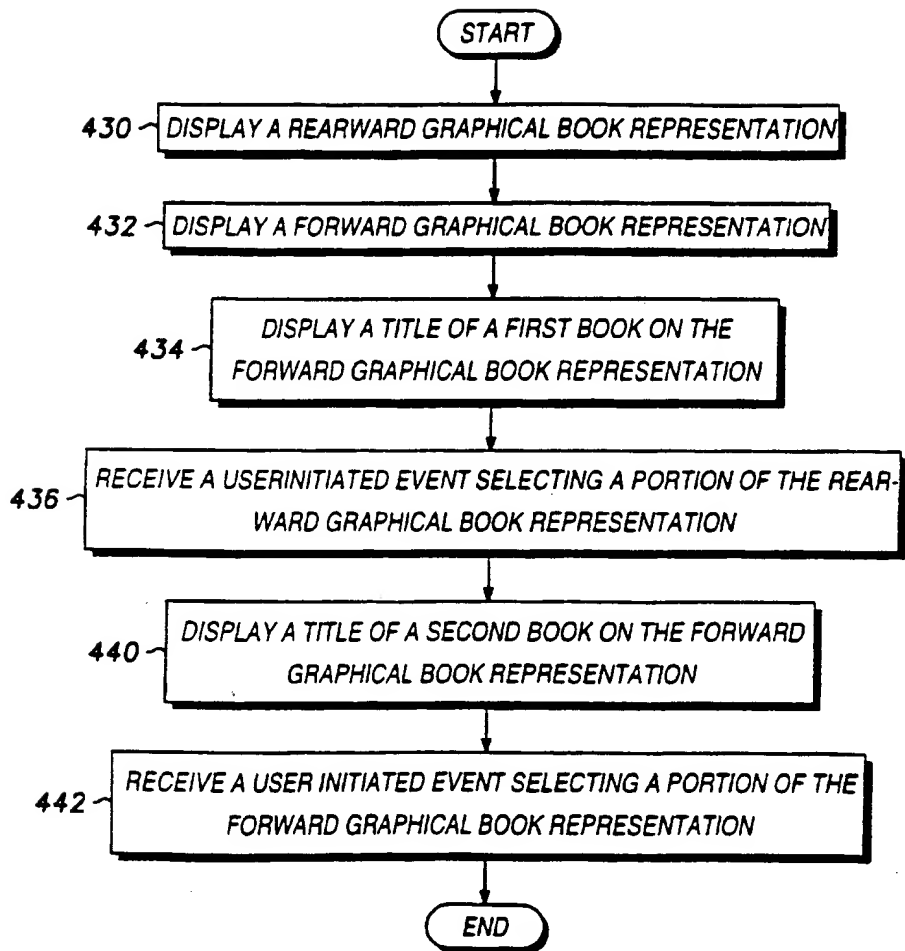 START
430 DISPLAY A REARWARD GRAPHICAL BOOK REPRESENTATION
432 DISPLAY A FORWARD GRAPHICAL BOOK REPRESENTATION
DISPLAY A TITLE OF A FIRST BOOK ON THE
434
FORWARD GRAPHICAL BOOK REPRESENTATION
RECEIVE A USERINITIATED EVENT SELECTING A PORTION OF THE REAR-
436
WARD GRAPHICAL BOOK REPRESENTATION
DISPLAY A TITLE OF A SECOND BOOK ON THE FORWARD
440
GRAPHICAL BOOK REPRESENTATION
RECEIVE A USER INITIATED EVENT SELECTING A PORTION OF THE
442
FORWARD GRAPHICAL BOOK REPRESENTATION
END